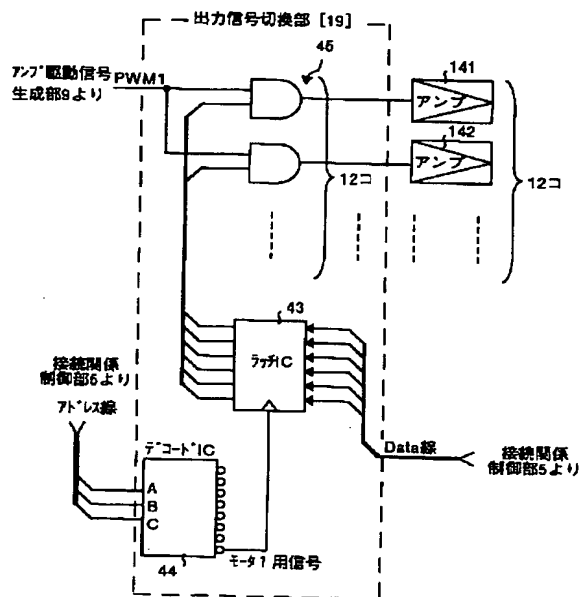 出力信号切換部 [19]
45
ｱﾝﾌﾟ駆動信号
生成部9より
PWM1
141
アンプ
142
アンプ
12コ
12コ
43
ラッチIC
接続関係
制御部5より
アドレス線
デコードIC
A
B
C
44
モータ1用信号
Data線
接続関係
制御部5より